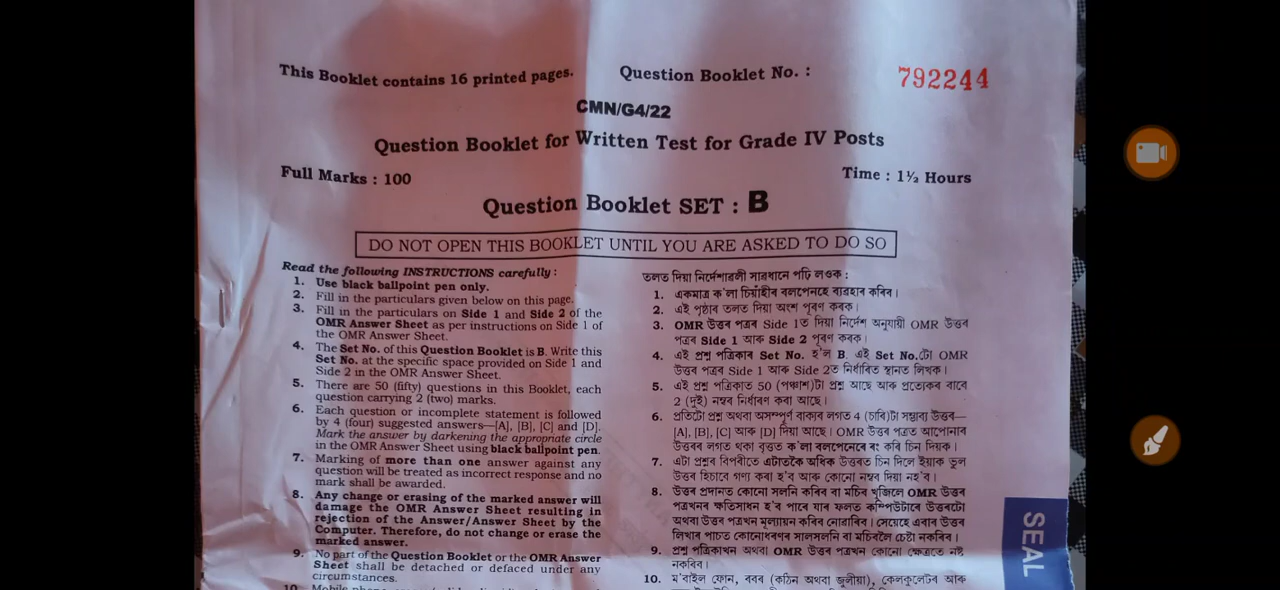 This Booklet contains 16 printed pages.
Question Booklet No. :
792244
CMN/G4/22
Question Booklet for Written Test for Grade IV Posts
Full Marks : 100
Time : 1½ Hours
Question Booklet SET : B
DO NOT OPEN THIS BOOKLET UNTIL YOU ARE ASKED TO DO SO
Read the following INSTRUCTIONS carefully :
1. Use black ballpoint pen only.
2. Fill in the particulars given below on this page.
3. Fill in the particulars on Side 1 and Side 2 of the
OMR Answer Sheet as per instructions on Side 1 of
the OMR Answer Sheet.
4. The Set No. of this Question Booklet is B. Write this
Set No. at the specific space provided on Side 1 and
Side 2 in the OMR Answer Sheet.
5. There are 50 (fifty) questions in this Booklet, each
question carrying 2 (two) marks.
6. Each question or incomplete statement is followed
by 4 (four) suggested answers—[A], [B], [C] and [D].
Mark the answer by darkening the appropriate circle
in the OMR Answer Sheet using black ballpoint pen.
7. Marking of more than one answer against any
question will be treated as incorrect response and no
mark shall be awarded.
8. Any change or erasing of the marked answer will
damage the OMR Answer Sheet resulting in
rejection of the Answer/Answer Sheet by the
Computer. Therefore, do not change or erase the
marked answer.
9. No part of the Question Booklet or the OMR Answer
Sheet shall be detached or defaced under any
circumstances.
10. Mobile
তলত দিয়া নিৰ্দেশাৱলী সাৱধানে পঢ়ি লওক :
1. একমাত্ৰ ক'লা চিয়াঁহীৰ বলপেনহে ব্যৱহাৰ কৰিব।
2. এই পৃষ্ঠাৰ তলত দিয়া অংশ পূৰণ কৰক।
3. OMR উত্তৰ পত্ৰৰ Side 1ত দিয়া নিৰ্দেশ অনুযায়ী OMR উত্তৰ
পত্ৰৰ Side 1 আৰু Side 2 পূৰণ কৰক।
4. এই প্ৰশ্ন পত্ৰিকাৰ Set No. হ'ল B. এই Set No.টো OMR
উত্তৰ পত্ৰৰ Side 1 আৰু Side 2ত নিৰ্ধাৰিত স্থানত লিখক।
5. এই প্ৰশ্ন পত্ৰিকাত 50 (পঞ্চাশ)টা প্ৰশ্ন আছে আৰু প্ৰত্যেকৰ বাবে
2 (দুই) নম্বৰ নিৰ্ধাৰণ কৰা আছে।
6. প্ৰতিটো প্ৰশ্ন অথবা অসম্পূৰ্ণ বাক্যৰ লগত 4 (চাৰি)টা সম্ভাব্য উত্তৰ—
[A], [B], [C] আৰু [D] দিয়া আছে। OMR উত্তৰ পত্ৰত আপোনাৰ
উত্তৰৰ লগত থকা বৃত্তত ক'লা বলপেনেৰে ৰং কৰি চিন দিয়ক।
7. এটা প্ৰশ্নৰ বিপৰীতে এটাতকৈ অধিক উত্তৰত চিন দিলে ইয়াক ভুল
উত্তৰ হিচাবে গণ্য কৰা হ'ব আৰু কোনো নম্বৰ দিয়া নহ'ব।
8. উত্তৰ প্ৰদানত কোনো সলনি কৰিব বা মচিব খুজিলে OMR উত্তৰ
পত্ৰখনৰ ক্ষতিসাধন হ'ব পাৰে যাৰ ফলত কম্পিউটাৰে উত্তৰটো
অথবা উত্তৰ পত্ৰখন মূল্যায়ন কৰিব নোৱাৰিব। সেয়েহে এবাৰ উত্তৰ
লিখাৰ পাচত কোনোধৰণৰ সালসলনি বা মচিবলৈ চেষ্টা নকৰিব।
9. প্ৰশ্ন পত্ৰিকাখন অথবা OMR উত্তৰ পত্ৰখন কোনো ক্ষেত্ৰতে নষ্ট
নকৰিব।
10. ম'বাইল ফোন, ৰবৰ (কঠিন অথবা জুলীয়া), কেলকুলেটৰ আৰু
SEAL